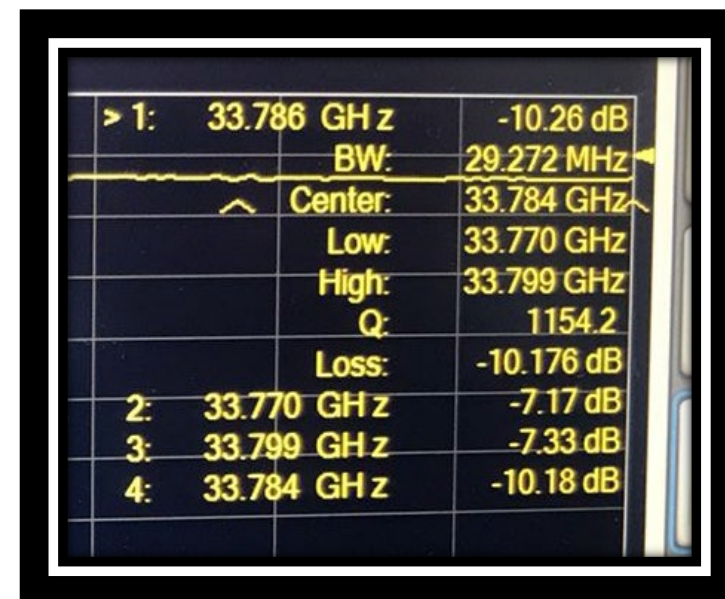 > 1: 33.786 GHz -10.26 dB
BW: 29.272 MHz
Center: 33.784 GHz
Low: 33.770 GHz
High: 33.799 GHz
Q: 1154.2
Loss: -10.176 dB
2: 33.770 GHz -7.17 dB
3: 33.799 GHz -7.33 dB
4: 33.784 GHz -10.18 dB